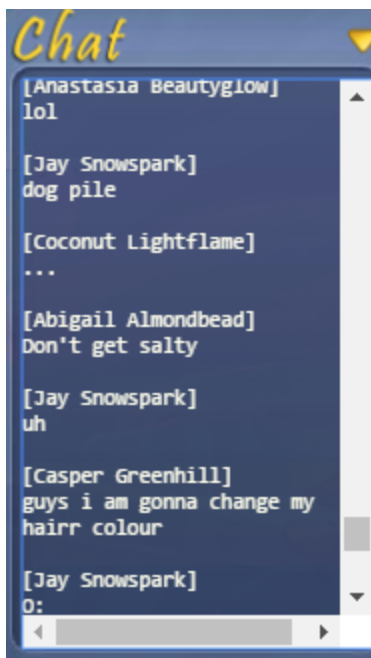 Chat
[Anastasia Beautyglow]
lol
[Jay Snowspark]
dog pile
[Coconut Lightflame]
...
[Abigail Almondbead]
Don't get salty
[Jay Snowspark]
uh
[Casper Greenhill]
guys i am gonna change my
hairr colour
[Jay Snowspark]
O: